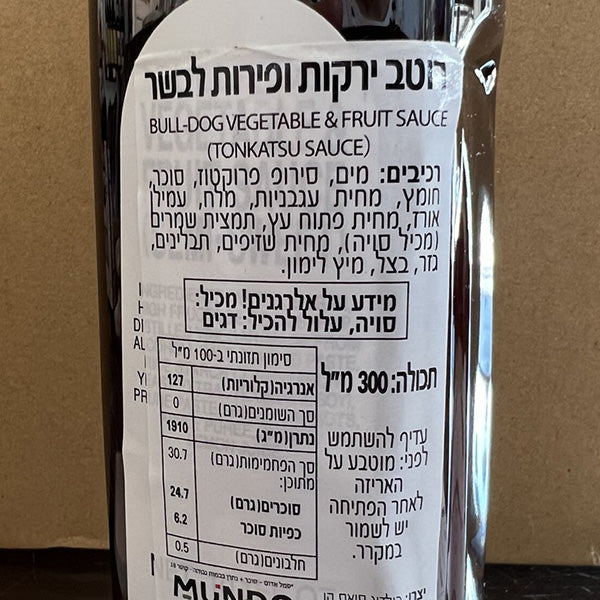 רוטב ירקות ופירות לבשר
BULL-DOG VEGETABLE & FRUIT SAUCE
(TONKATSU SAUCE)
רכיבים: מים, סירופ פרוקטוז, סוכר,
חומץ, מחית עגבניות, מלח, עמילן
אורז, מחית פתוח עץ, תמצית שמרים
(מכיל סויה), מחית שזיפים, תבלינים,
גזר, בצל, מיץ לימון.
מידע על אלרגנים! מכיל:
סויה, עלול להכיל: דגים
תכולה: 300 מ"ל
סימון תזונתי ב-100 מ"ל
אנרגיה(קלוריות) 127
סך השומנים(גרם) 0
נתרן(מ"ג) 1910
סך הפחמימות(גרם) 30.7
מתוכן:
סוכרים(גרם) 24.7
כפיות סוכר 6.2
חלבונים(גרם) 0.5
עדיף להשתמש
לפני: מוטבע על
האריזה
לאחר הפתיחה
יש לשמור
בקירור.